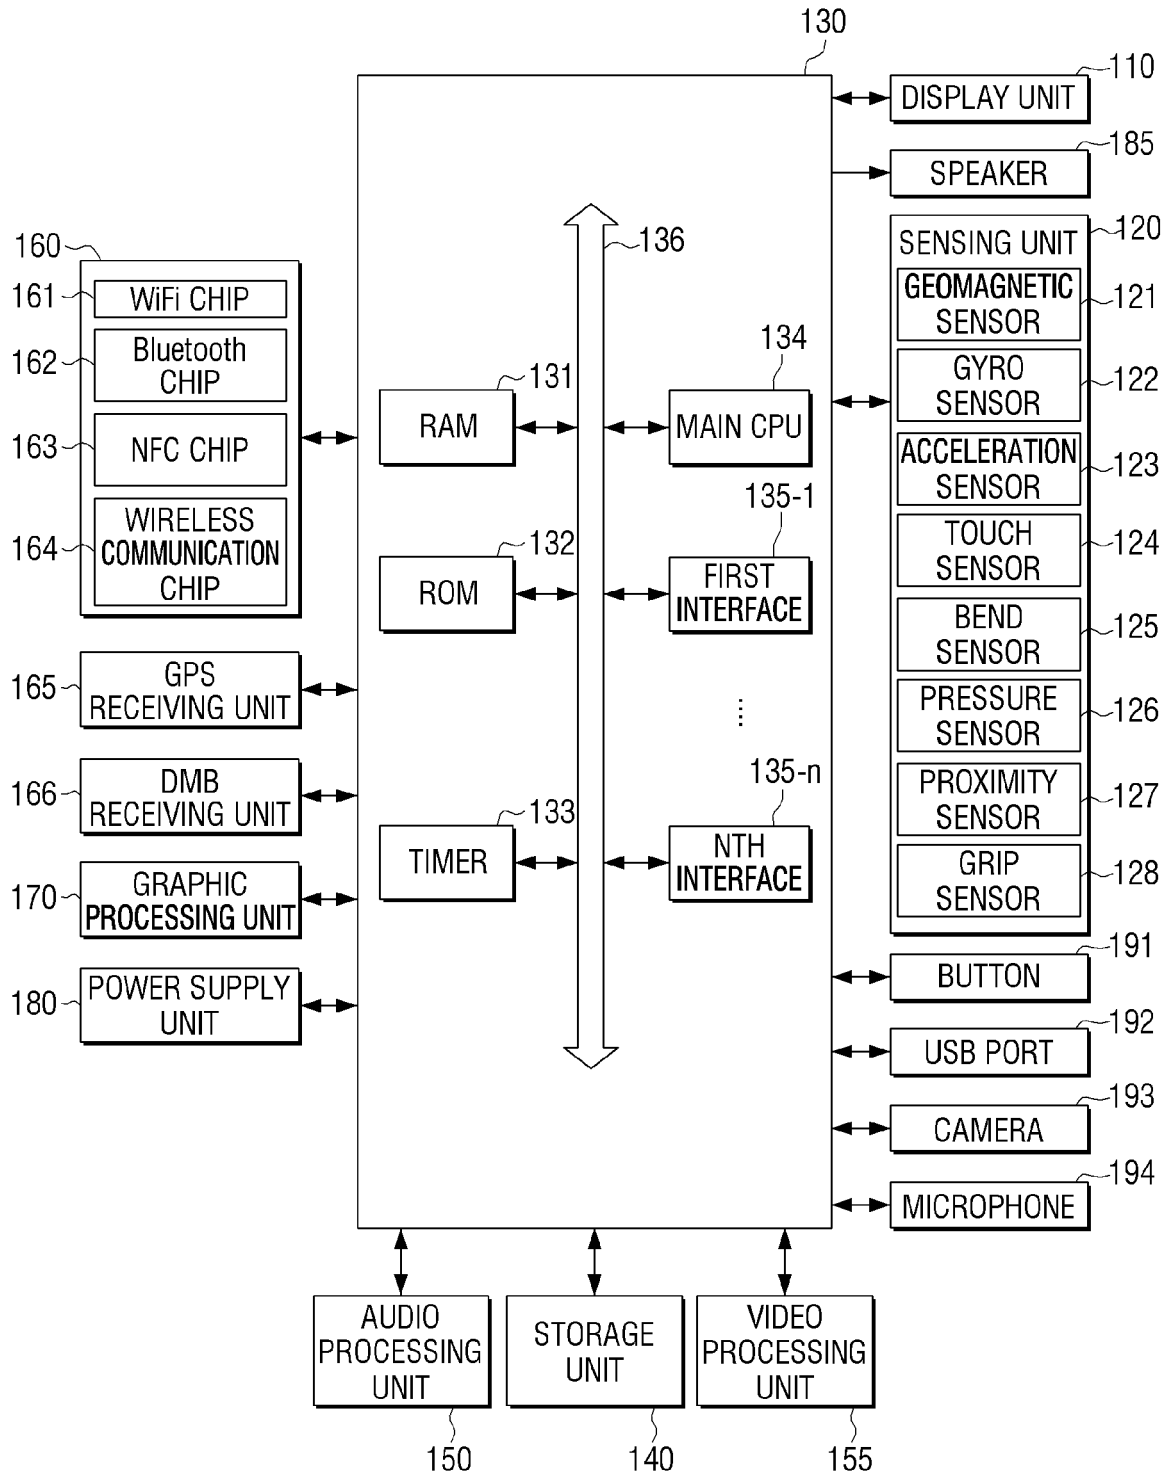 130
110
DISPLAY UNIT
185
SPEAKER
120
SENSING UNIT
GEOMAGNETIC
SENSOR
121
GYRO
SENSOR
122
ACCELERATION
SENSOR
123
TOUCH
SENSOR
124
BEND
SENSOR
125
PRESSURE
SENSOR
126
PROXIMITY
SENSOR
127
GRIP
SENSOR
128
191
BUTTON
192
USB PORT
193
CAMERA
194
MICROPHONE
160
161
WiFi CHIP
162
Bluetooth
CHIP
163
NFC CHIP
164
WIRELESS
COMMUNICATION
CHIP
165
GPS
RECEIVING UNIT
166
DMB
RECEIVING UNIT
170
GRAPHIC
PROCESSING UNIT
180
POWER SUPPLY
UNIT
136
131
RAM
132
ROM
133
TIMER
134
MAIN CPU
135-1
FIRST
INTERFACE
135-n
NTH
INTERFACE
AUDIO
PROCESSING
UNIT
150
STORAGE
UNIT
140
VIDEO
PROCESSING
UNIT
155